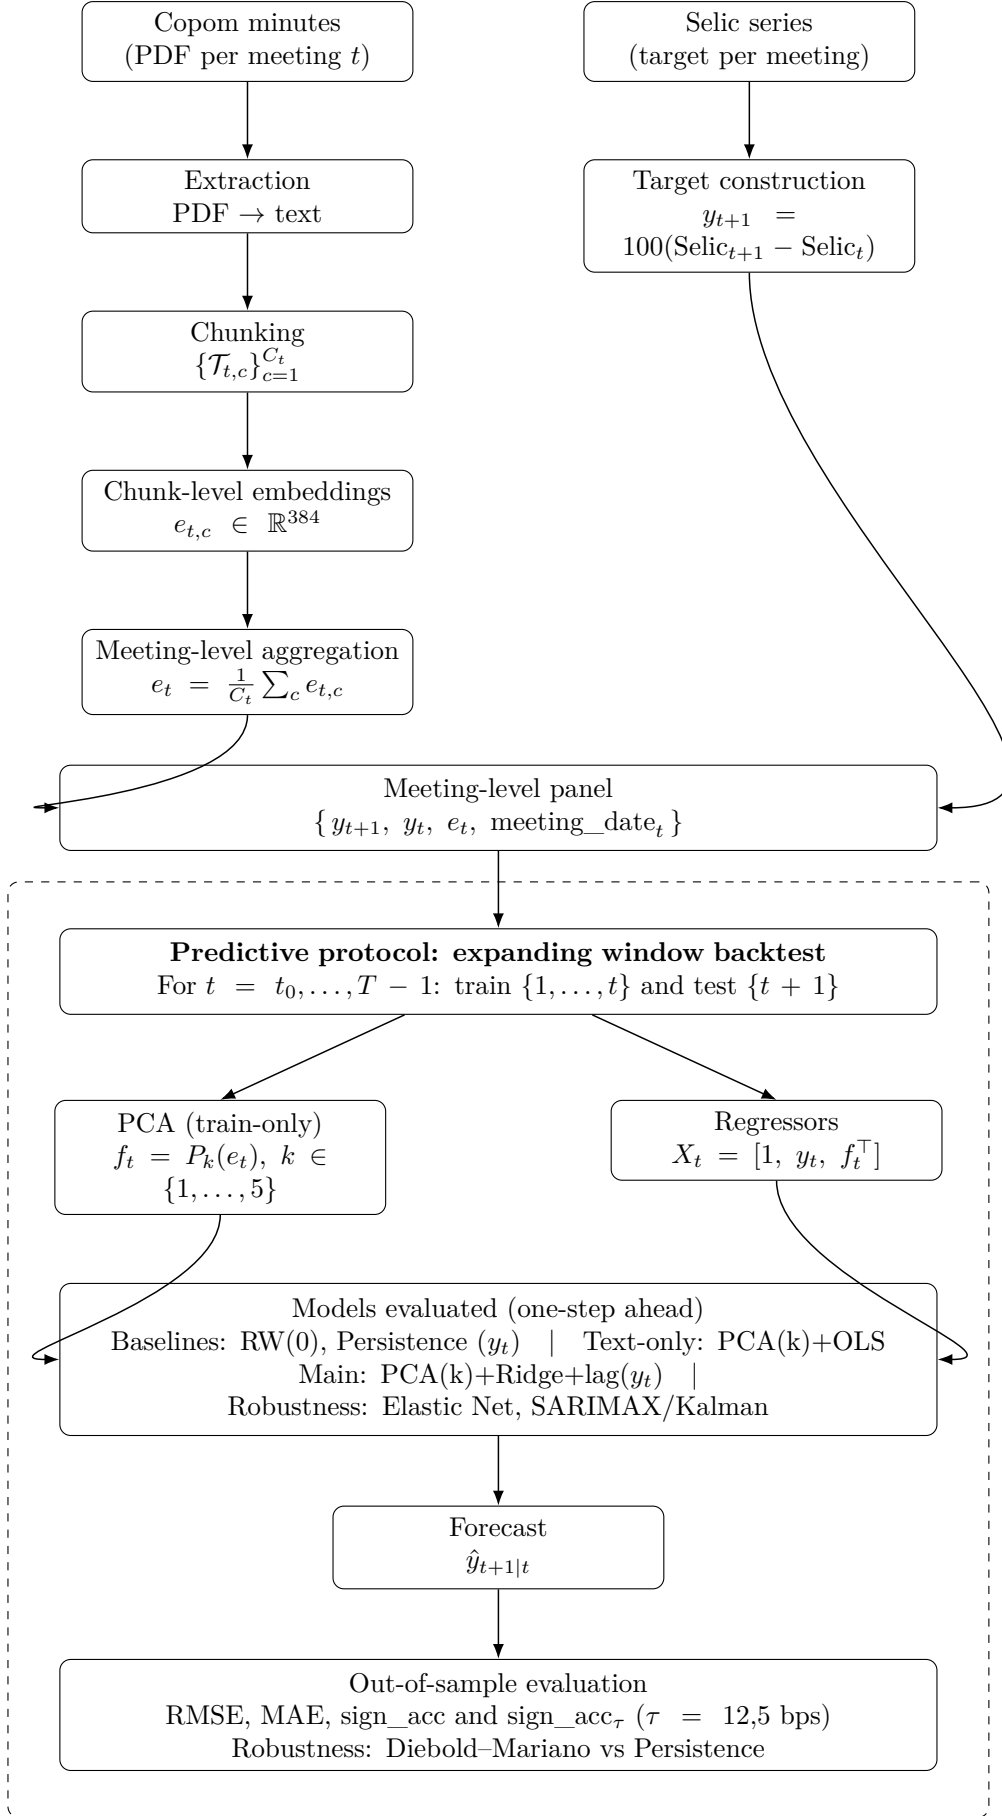 Copom minutes
(PDF per meeting t)
Selic series
(target per meeting)
Extraction
PDF → text
Target construction
y_{t+1} =
100(Selic_{t+1} − Selic_t)
Chunking
{𝒯_{t,c}}_{c=1}^{C_t}
Chunk-level embeddings
e_{t,c} ∈ ℝ^{384}
Meeting-level aggregation
e_t = \frac{1}{C_t} ∑_c e_{t,c}
Meeting-level panel
{ y_{t+1}, y_t, e_t, meeting_date_t }
Predictive protocol: expanding window backtest
For t = t_0, …, T − 1: train {1, …, t} and test {t + 1}
PCA (train-only)
f_t = P_k(e_t), k ∈
{1, …, 5}
Regressors
X_t = [1, y_t, f_t^⊤]
Models evaluated (one-step ahead)
Baselines: RW(0), Persistence (y_t) | Text-only: PCA(k)+OLS
Main: PCA(k)+Ridge+lag(y_t) |
Robustness: Elastic Net, SARIMAX/Kalman
Forecast
ŷ_{t+1|t}
Out-of-sample evaluation
RMSE, MAE, sign_acc and sign_acc_τ (τ = 12,5 bps)
Robustness: Diebold–Mariano vs Persistence